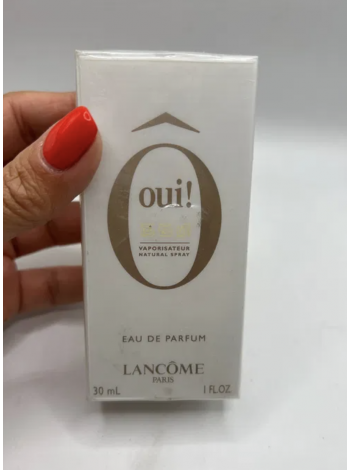 Ô
oui!
VAPORISATEUR
NATURAL SPRAY
EAU DE PARFUM
LANCÔME
PARIS
30 mL 1 FL.OZ.